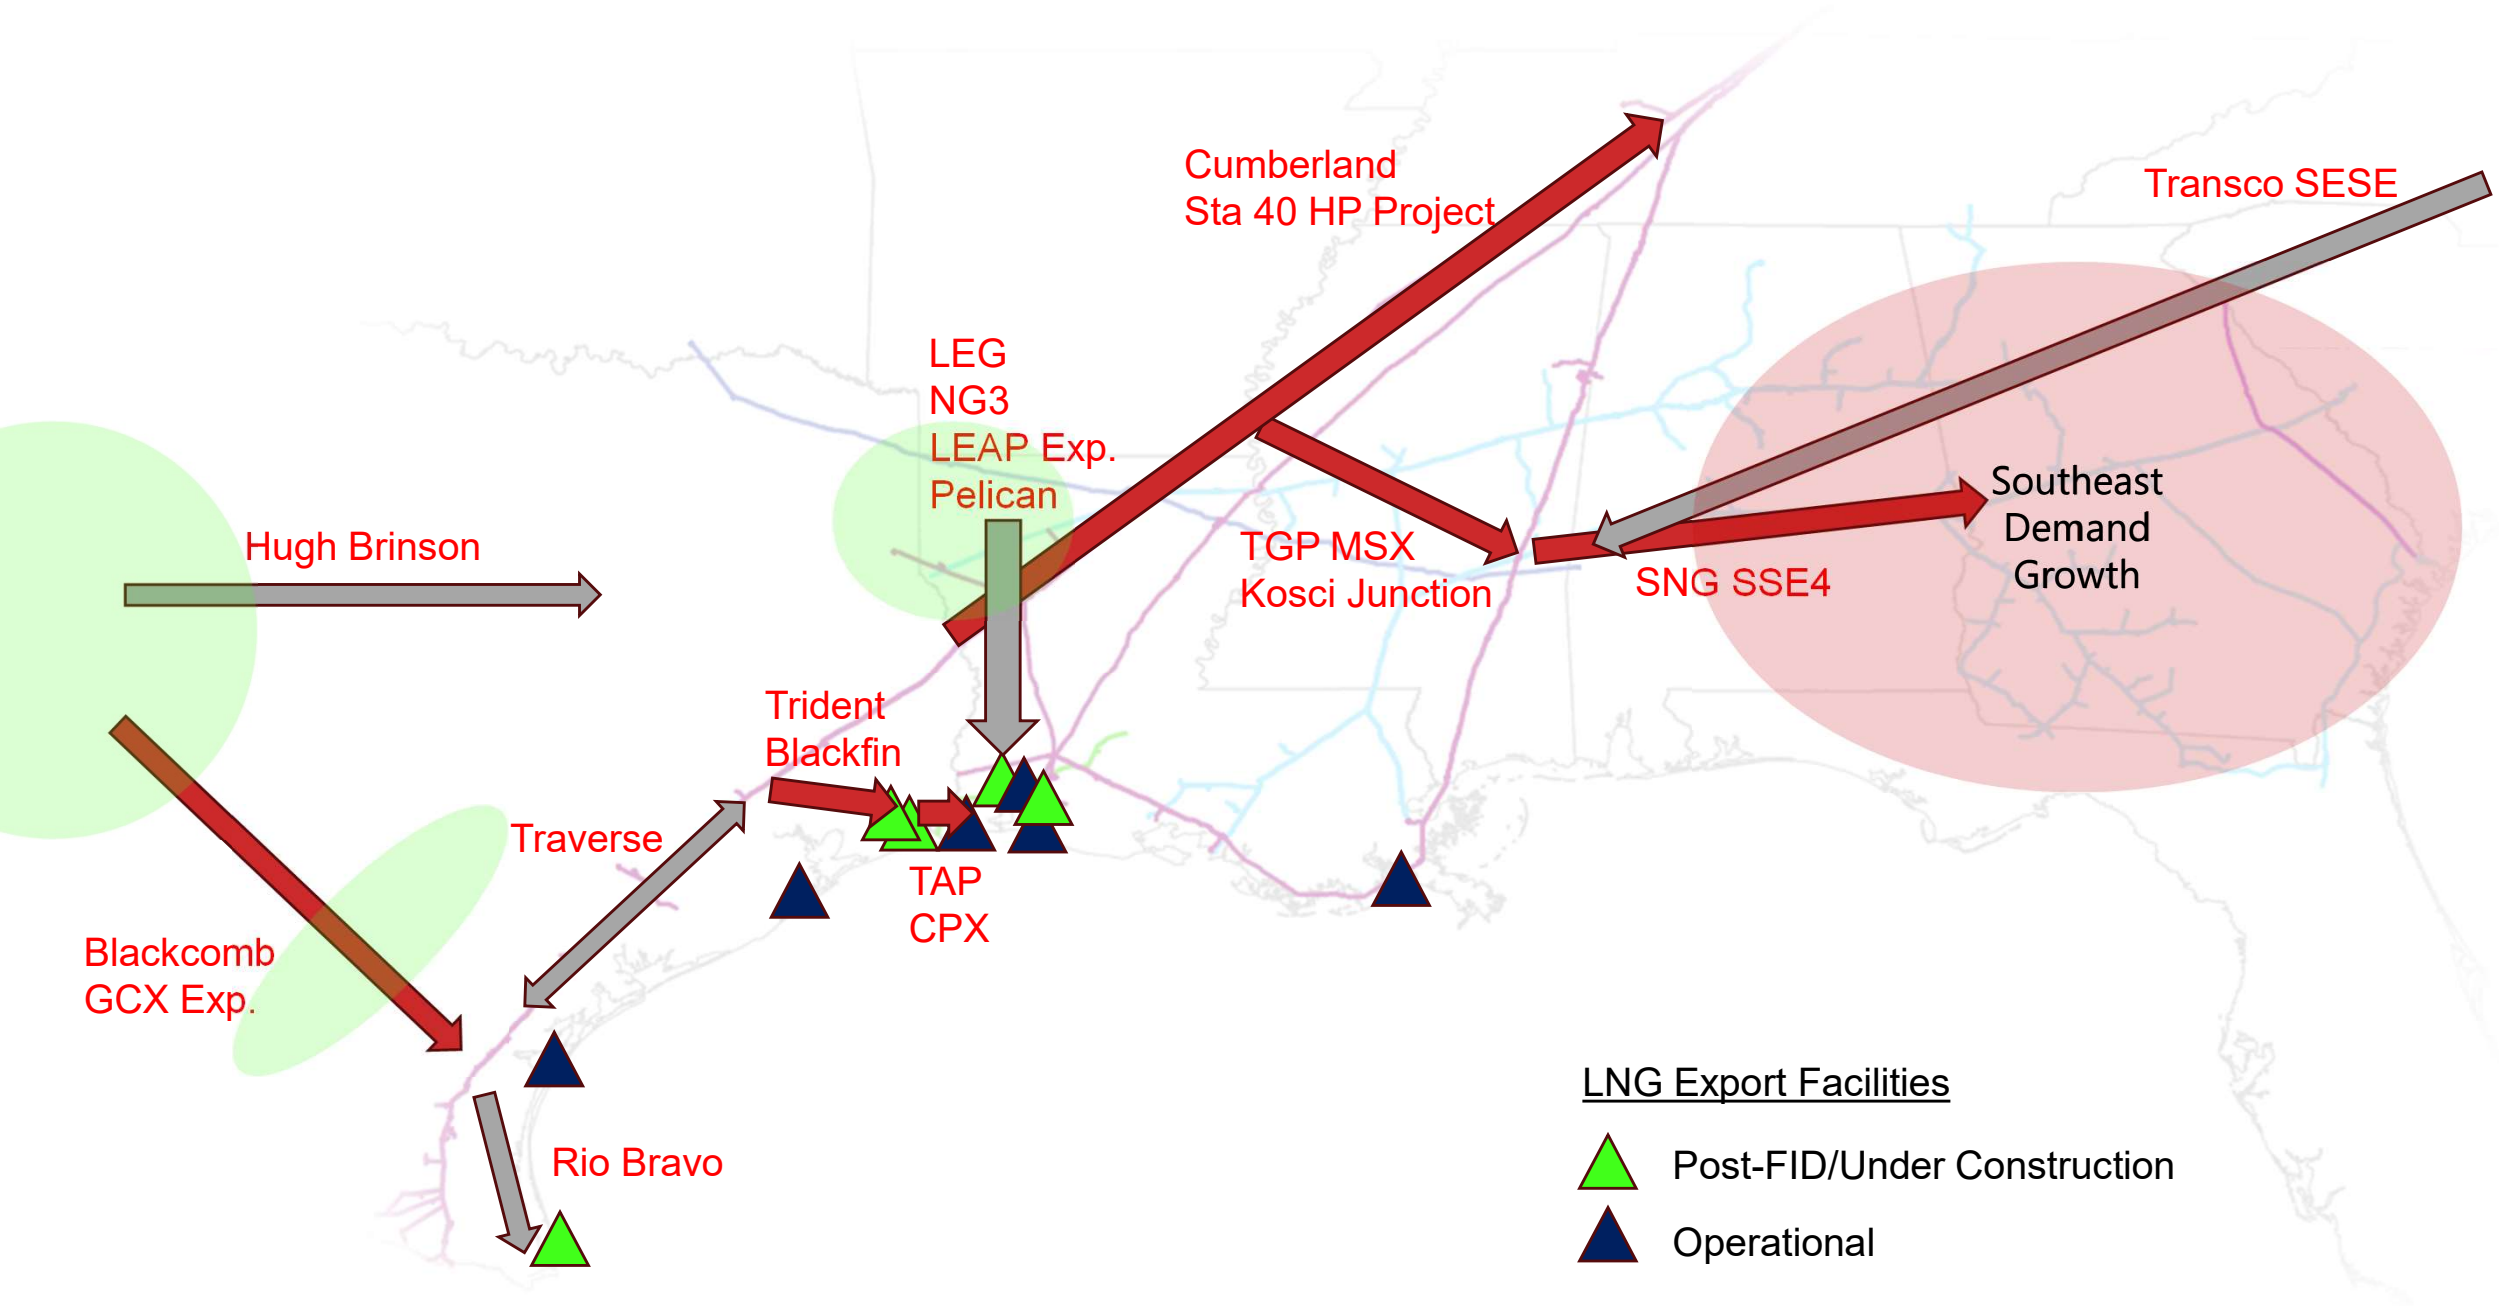 Cumberland
Sta 40 HP Project
Transco SESE
LEG
NG3
LEAP Exp.
Pelican
Southeast
Demand
Growth
Hugh Brinson
TGP MSX
Kosci Junction
SNG SSE4
Trident
Blackfin
Traverse
TAP
CPX
Blackcomb
GCX Exp.
Rio Bravo
LNG Export Facilities
Post-FID/Under Construction
Operational